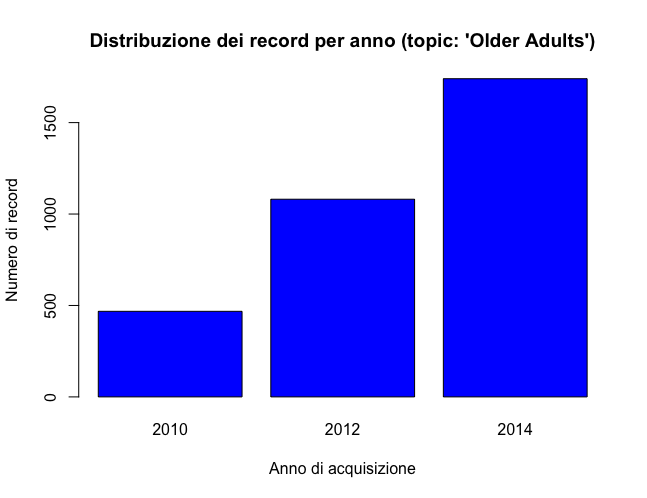 Distribuzione dei record per anno (topic: 'Older Adults')
1500
1000
500
0
Numero di record
2010
2012
2014
Anno di acquisizione